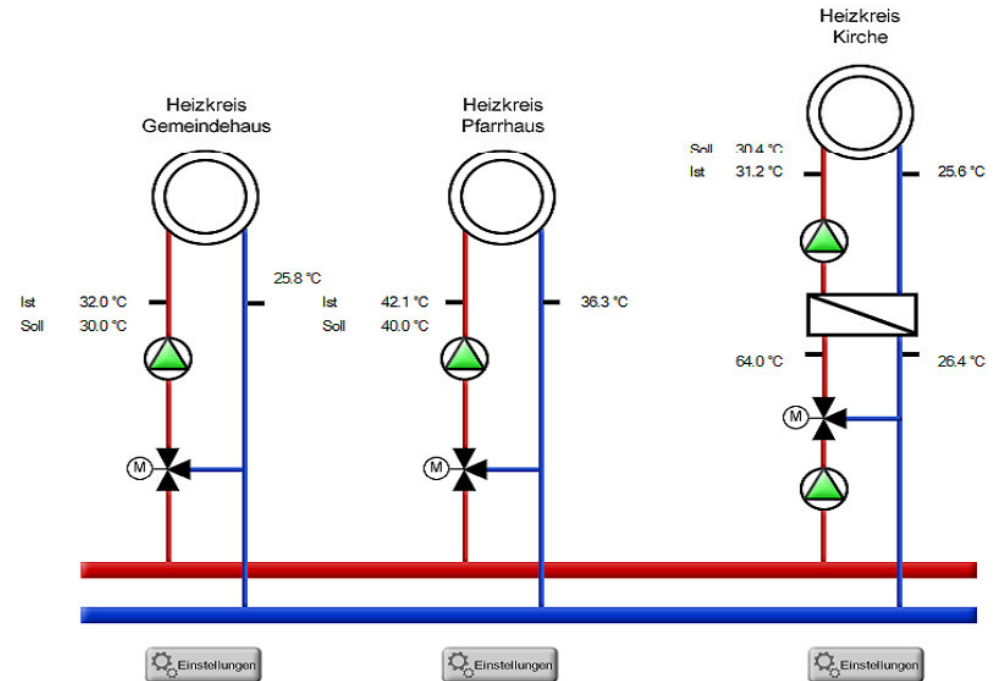 Heizkreis
Kirche
Heizkreis
Gemeindehaus
Heizkreis
Pfarrhaus
Soll 30.4 °C
Ist 31.2 °C
25.6 °C
25.8 °C
Ist 32.0 °C
Soll 30.0 °C
Ist 42.1 °C
Soll 40.0 °C
36.3 °C
64.0 °C
26.4 °C
M
M
M
Einstellungen
Einstellungen
Einstellungen